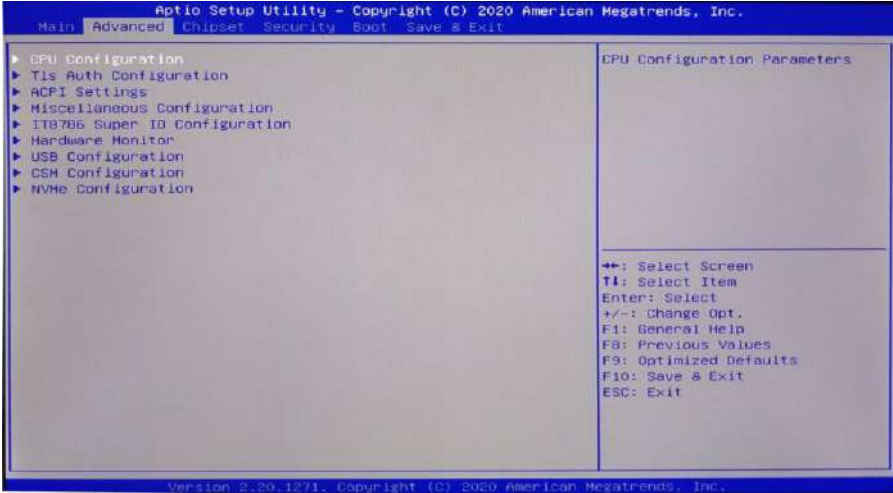 Aptio Setup Utility – Copyright (C) 2020 American Megatrends, Inc.
Main Advanced Chipset Security Boot Save & Exit
▶ CPU Configuration
▶ Tls Auth Configuration
▶ ACPI Settings
▶ Miscellaneous Configuration
▶ IT8786 Super IO Configuration
▶ Hardware Monitor
▶ USB Configuration
▶ CSM Configuration
▶ NVMe Configuration
CPU Configuration Parameters
→←: Select Screen
↑↓: Select Item
Enter: Select
+/-: Change Opt.
F1: General Help
F8: Previous Values
F9: Optimized Defaults
F10: Save & Exit
ESC: Exit
Version 2.20.1271. Copyright (C) 2020 American Megatrends, Inc.